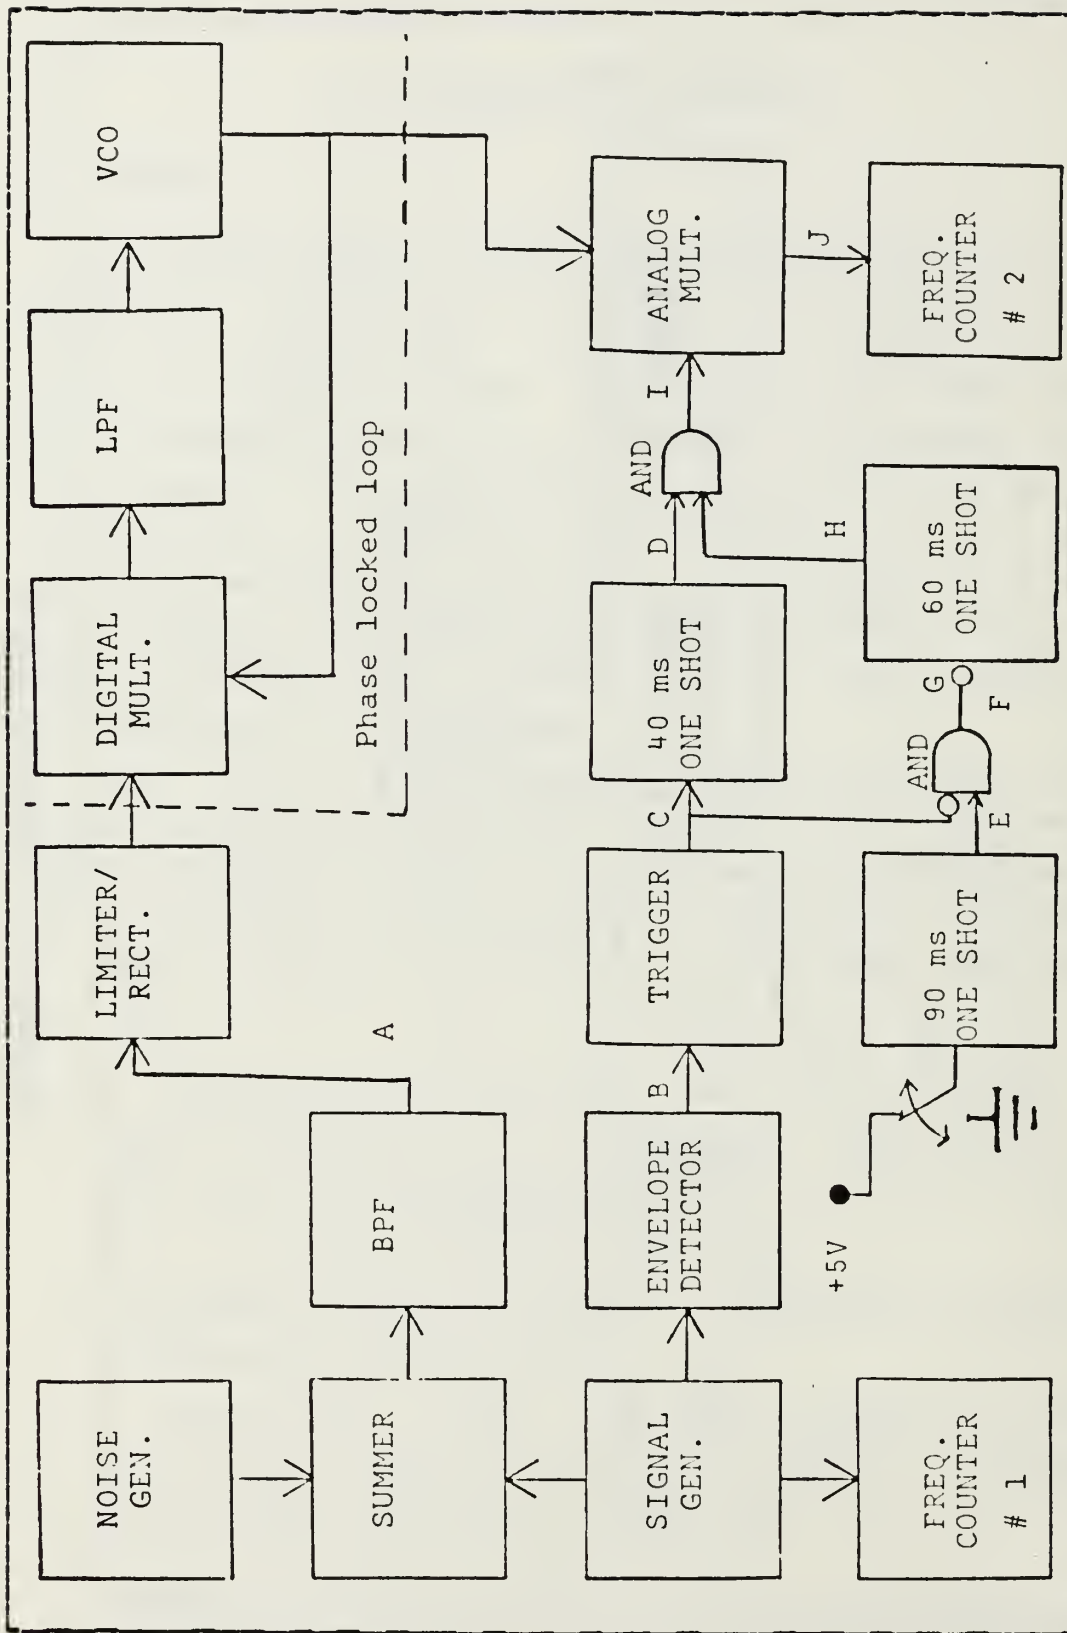 NOISE
GEN.
SUMMER
SIGNAL
GEN.
FREQ.
COUNTER
# 1
BPF
A
ENVELOPE
DETECTOR
B
+5V
LIMITER/
RECT.
TRIGGER
C
90 ms
ONE SHOT
E
DIGITAL
MULT.
LPF
VCO
Phase locked loop
40 ms
ONE SHOT
D
AND
I
AND
G
F
60 ms
ONE SHOT
H
ANALOG
MULT.
J
FREQ.
COUNTER
# 2